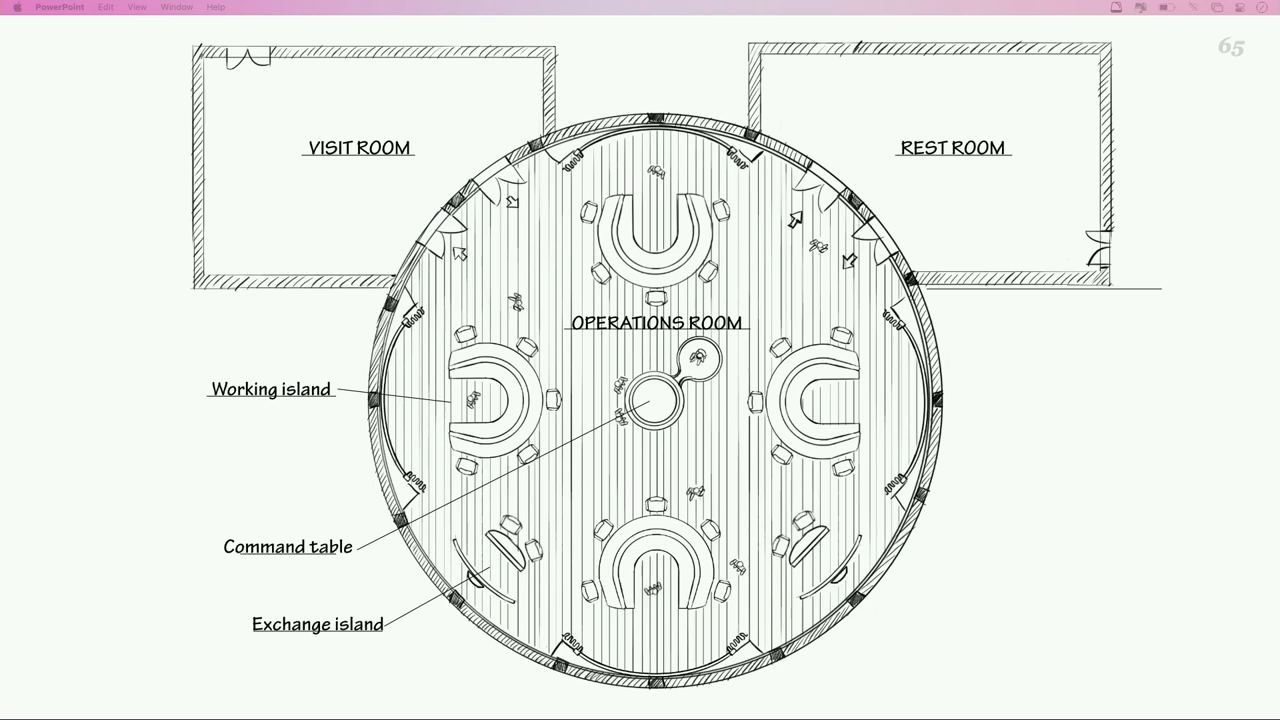 PowerPoint Edit View Window Help
65
VISIT ROOM
REST ROOM
OPERATIONS ROOM
Working island
Command table
Exchange island